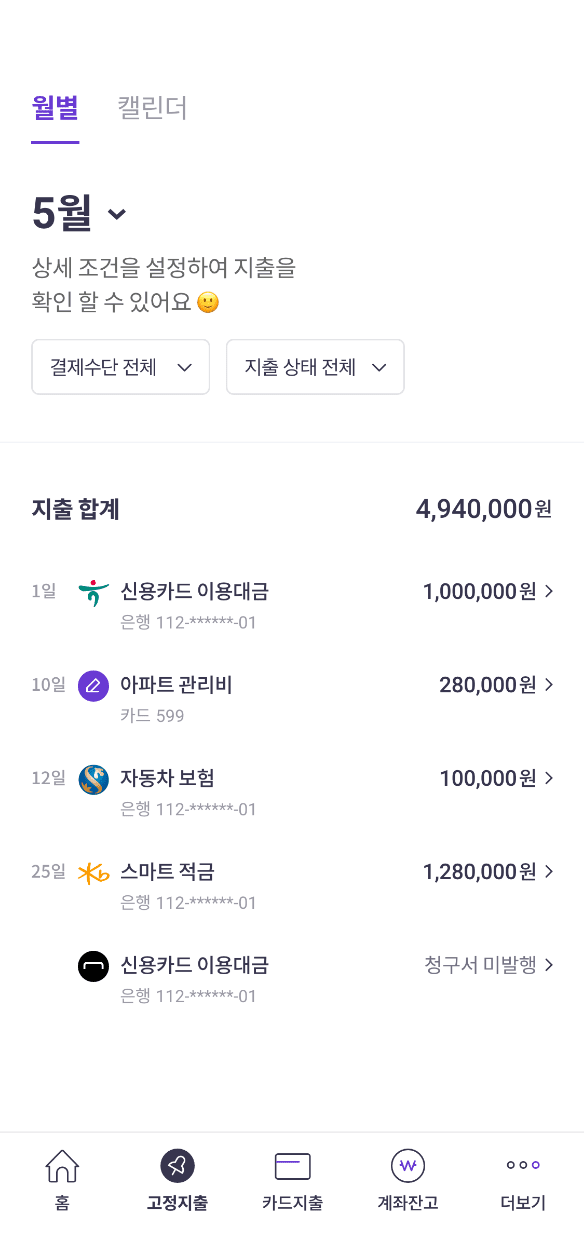 월별 캘린더
5월
상세 조건을 설정하여 지출을
확인 할 수 있어요 🙂
결제수단 전체 지출 상태 전체
지출 합계 4,940,000원
1일 신용카드 이용대금 1,000,000원
은행 112-******-01
10일 아파트 관리비 280,000원
카드 599
12일 자동차 보험 100,000원
은행 112-******-01
25일 스마트 적금 1,280,000원
은행 112-******-01
신용카드 이용대금 청구서 미발행
은행 112-******-01
홈 고정지출 카드지출 계좌잔고 더보기